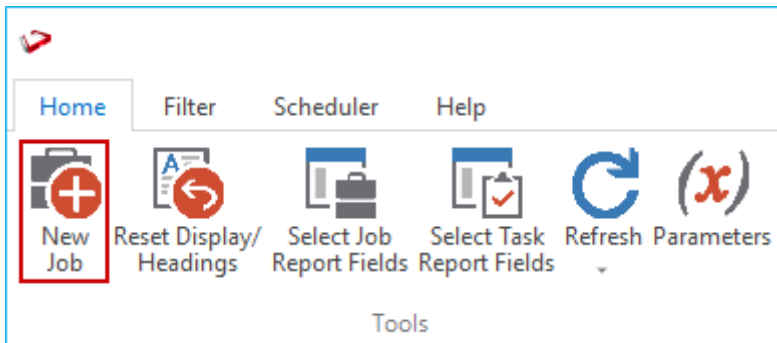 Home Filter Scheduler Help
New Reset Display/ Select Job Select Task Refresh Parameters
Job Headings Report Fields Report Fields
Tools